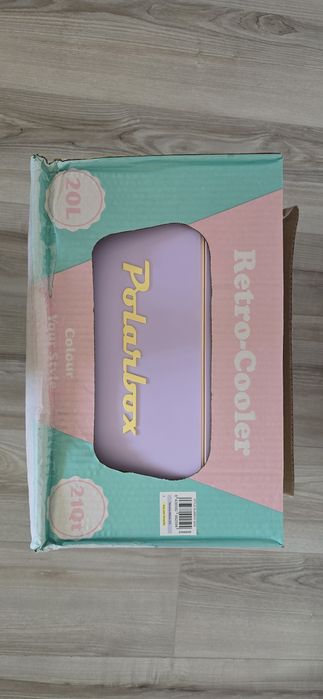 Retro-Cooler
Polarbox
20L
Colour
Your Style
21Qt